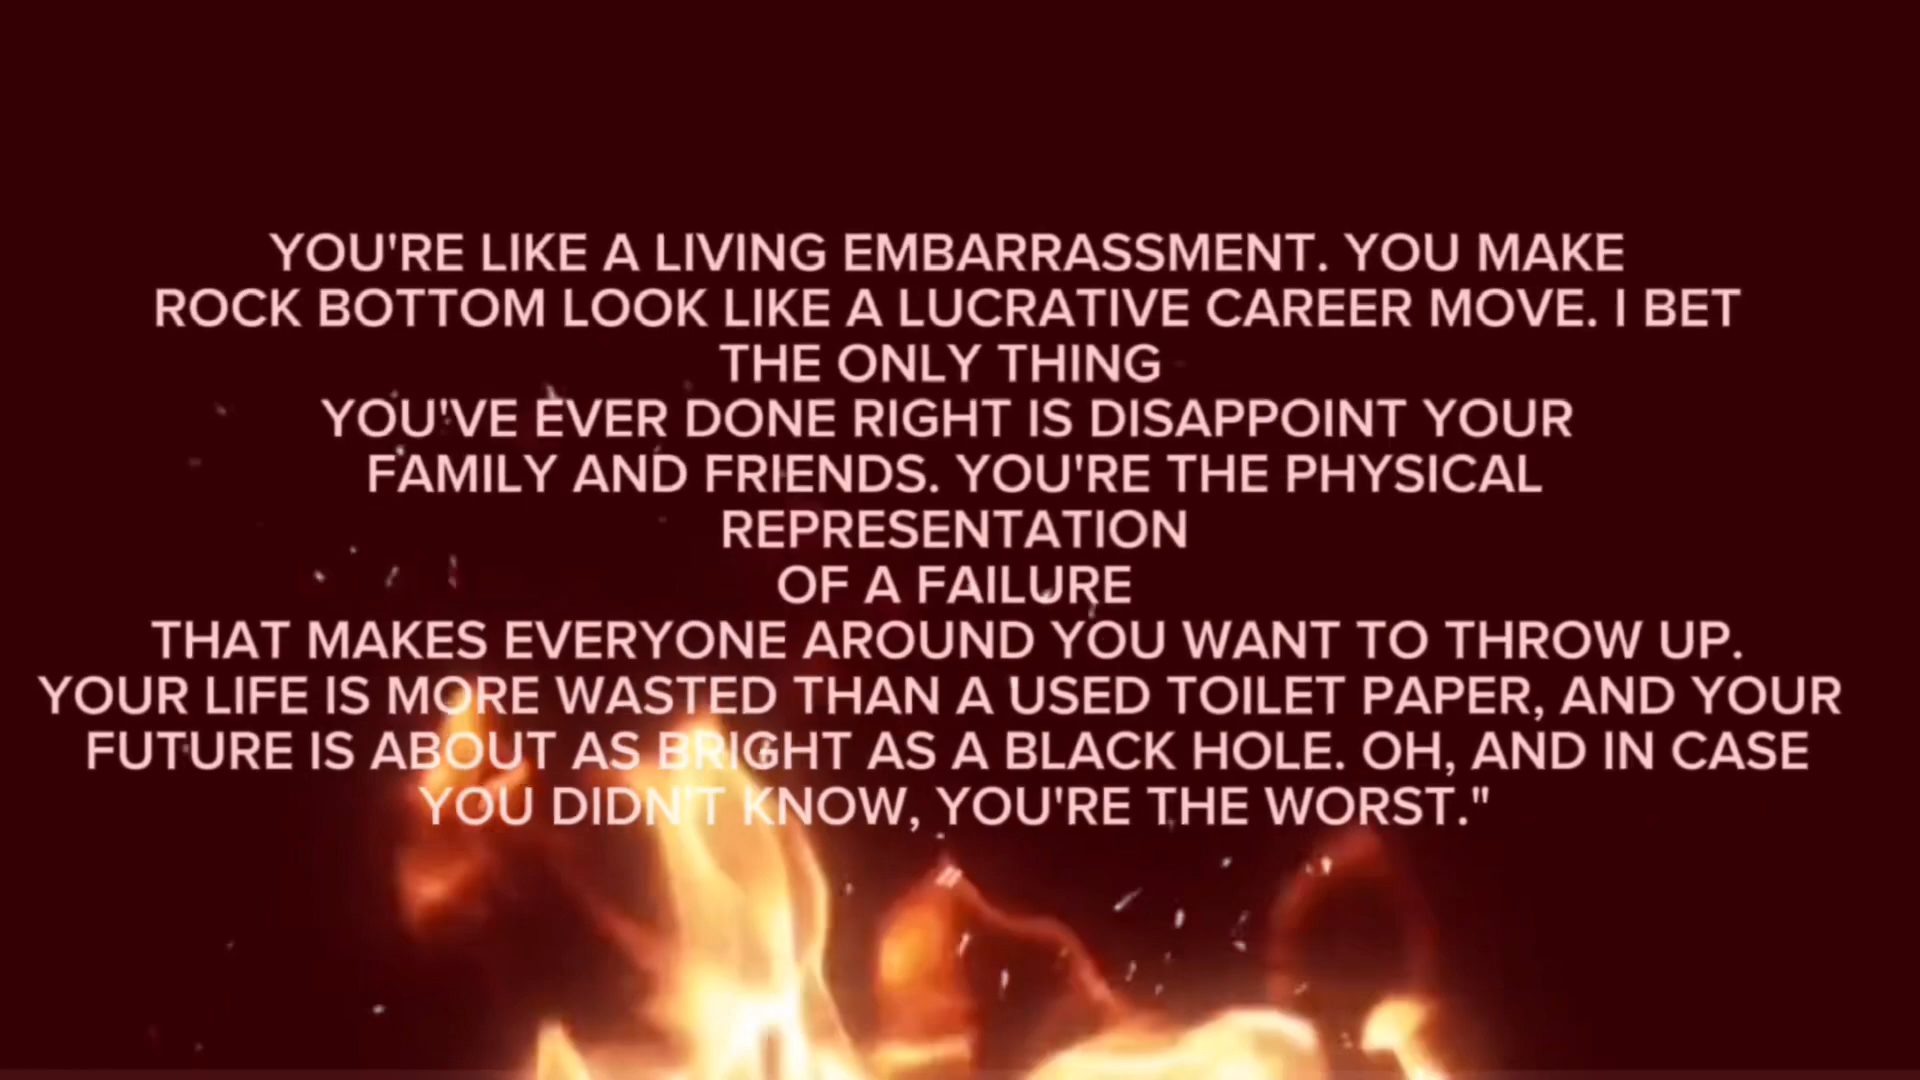 YOU'RE LIKE A LIVING EMBARRASSMENT. YOU MAKE
ROCK BOTTOM LOOK LIKE A LUCRATIVE CAREER MOVE. I BET
THE ONLY THING
YOU'VE EVER DONE RIGHT IS DISAPPOINT YOUR
FAMILY AND FRIENDS. YOU'RE THE PHYSICAL
REPRESENTATION
OF A FAILURE
THAT MAKES EVERYONE AROUND YOU WANT TO THROW UP.
YOUR LIFE IS MORE WASTED THAN A USED TOILET PAPER, AND YOUR
FUTURE IS ABOUT AS BRIGHT AS A BLACK HOLE. OH, AND IN CASE
YOU DIDN'T KNOW, YOU'RE THE WORST."